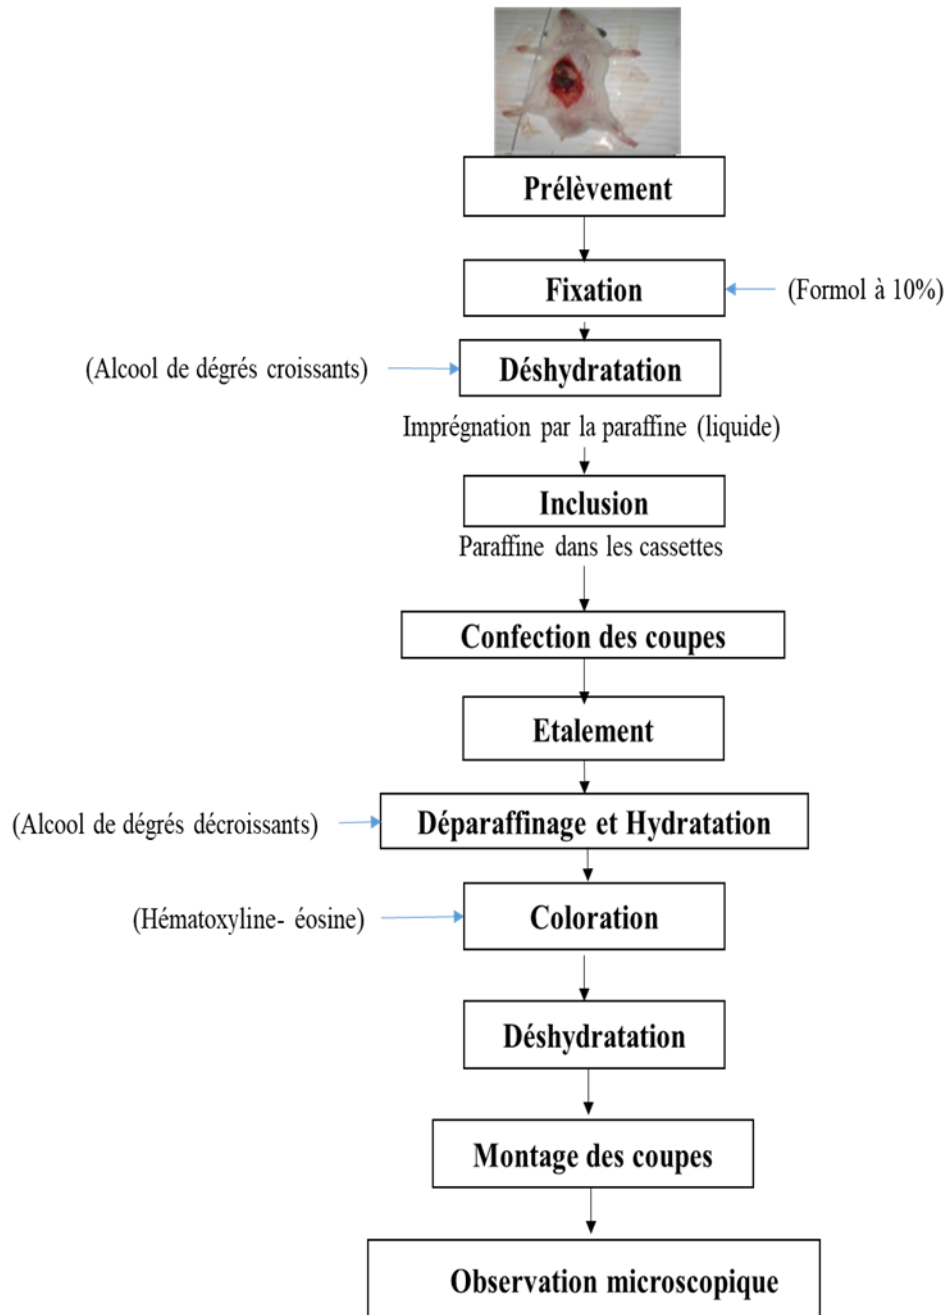 Prélèvement
Fixation
(Formol à 10%)
(Alcool de dégrés croissants)
Déshydratation
Imprégnation par la paraffine (liquide)
Inclusion
Paraffine dans les cassettes
Confection des coupes
Etalement
(Alcool de dégrés décroissants)
Déparaffinage et Hydratation
(Hématoxyline- éosine)
Coloration
Déshydratation
Montage des coupes
Observation microscopique